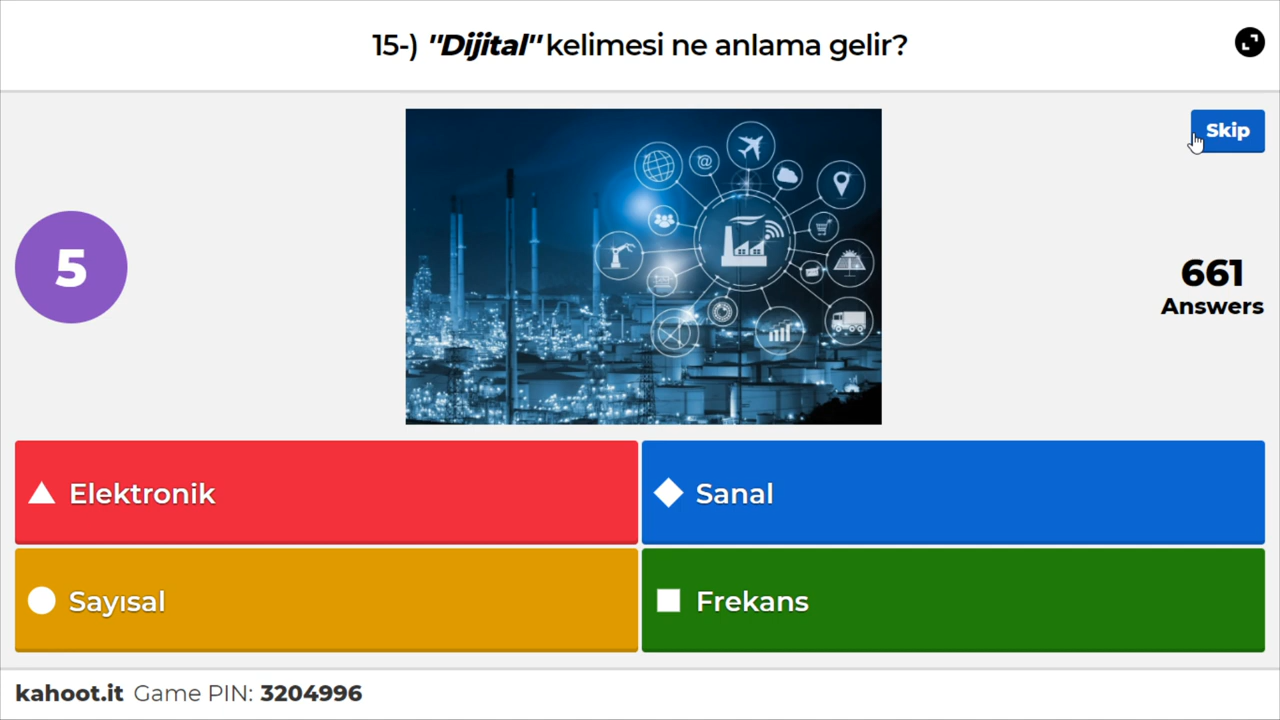 15-) "Dijital" kelimesi ne anlama gelir?
Skip
5
661
Answers
@
Elektronik
Sanal
Sayısal
Frekans
kahoot.it Game PIN: 3204996